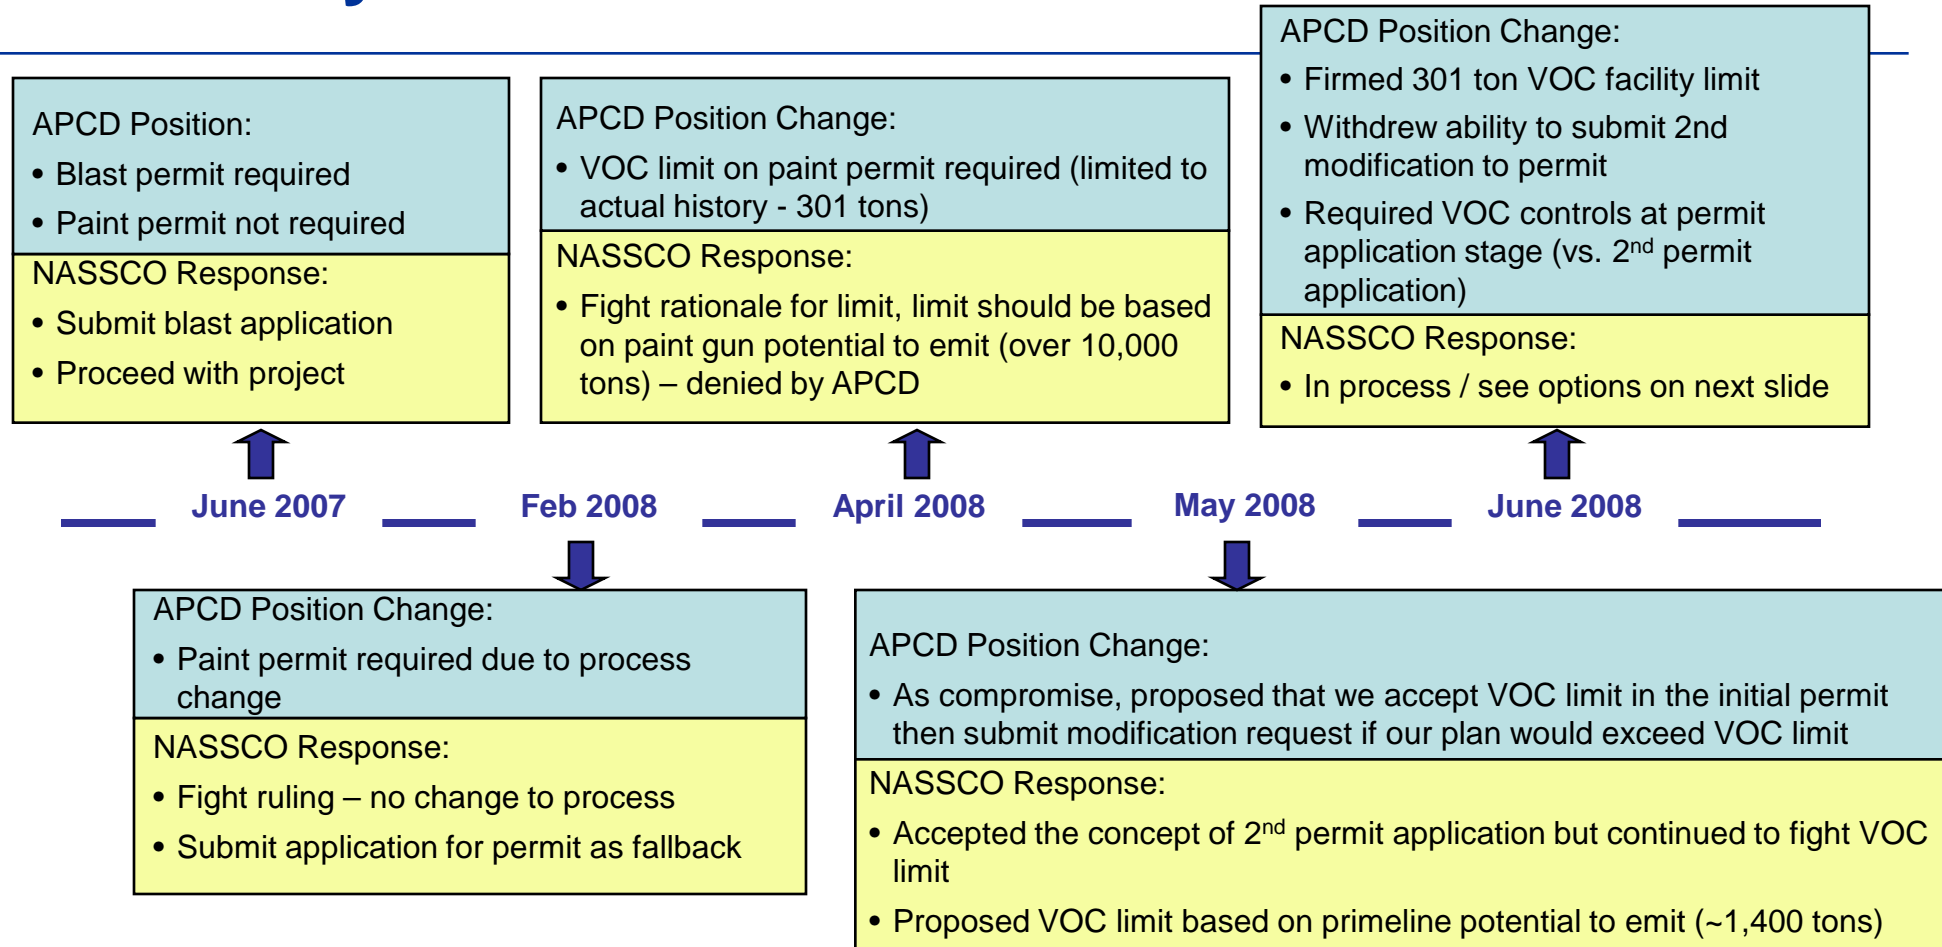 APCD Position:
• Blast permit required
• Paint permit not required
NASSCO Response:
• Submit blast application
• Proceed with project
APCD Position Change:
• VOC limit on paint permit required (limited to
actual history - 301 tons)
NASSCO Response:
• Fight rationale for limit, limit should be based
on paint gun potential to emit (over 10,000
tons) – denied by APCD
APCD Position Change:
• Firmed 301 ton VOC facility limit
• Withdrew ability to submit 2nd
modification to permit
• Required VOC controls at permit
application stage (vs. 2nd permit
application)
NASSCO Response:
• In process / see options on next slide
June 2007
Feb 2008
April 2008
May 2008
June 2008
APCD Position Change:
• Paint permit required due to process
change
NASSCO Response:
• Fight ruling – no change to process
• Submit application for permit as fallback
APCD Position Change:
• As compromise, proposed that we accept VOC limit in the initial permit
then submit modification request if our plan would exceed VOC limit
NASSCO Response:
• Accepted the concept of 2nd permit application but continued to fight VOC
limit
• Proposed VOC limit based on primeline potential to emit (~1,400 tons)